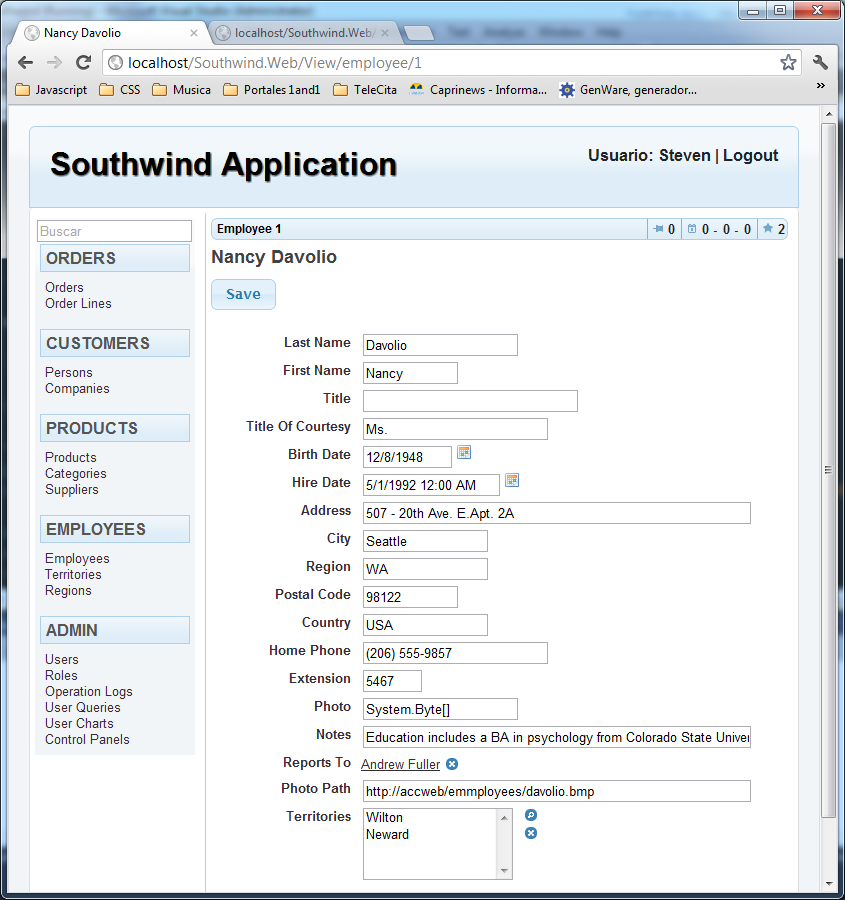 Nancy Davolio
localhost/Southwind.Web/
localhost/Southwind.Web/View/employee/1
Javascript CSS Musica Portales 1and1 TeleCita Caprinews - Informa... GenWare, generador... »
Southwind Application
Usuario: Steven | Logout
Buscar
ORDERS
Orders
Order Lines
CUSTOMERS
Persons
Companies
PRODUCTS
Products
Categories
Suppliers
EMPLOYEES
Employees
Territories
Regions
ADMIN
Users
Roles
Operation Logs
User Queries
User Charts
Control Panels
Employee 1 0 0 - 0 - 0 2
Nancy Davolio
Save
Last Name Davolio
First Name Nancy
Title
Title Of Courtesy Ms.
Birth Date 12/8/1948
Hire Date 5/1/1992 12:00 AM
Address 507 - 20th Ave. E.Apt. 2A
City Seattle
Region WA
Postal Code 98122
Country USA
Home Phone (206) 555-9857
Extension 5467
Photo System.Byte[]
Notes Education includes a BA in psychology from Colorado State Univer
Reports To Andrew Fuller
Photo Path http://accweb/emmployees/davolio.bmp
Territories Wilton
Neward